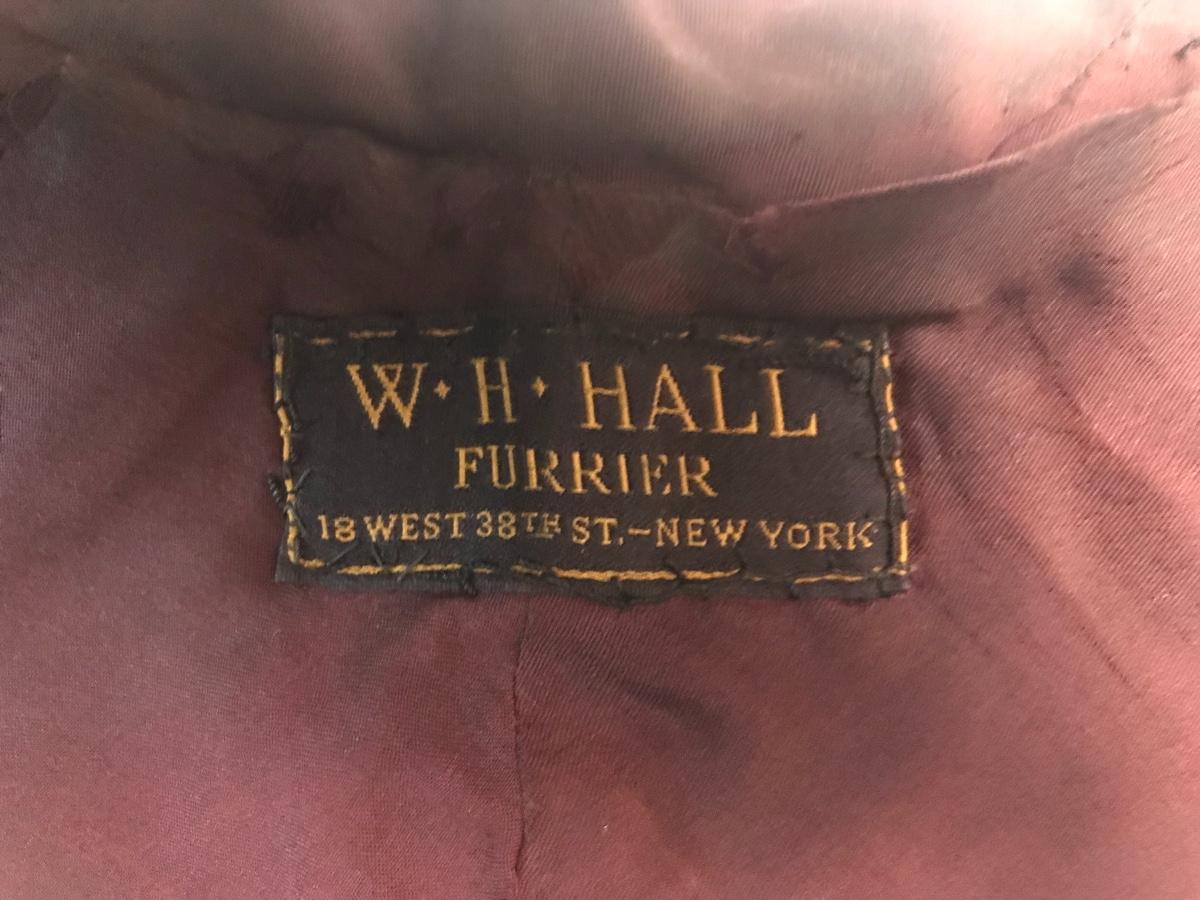 W·H·HALL
FURRIER
18 WEST 38TH ST.-NEW YORK